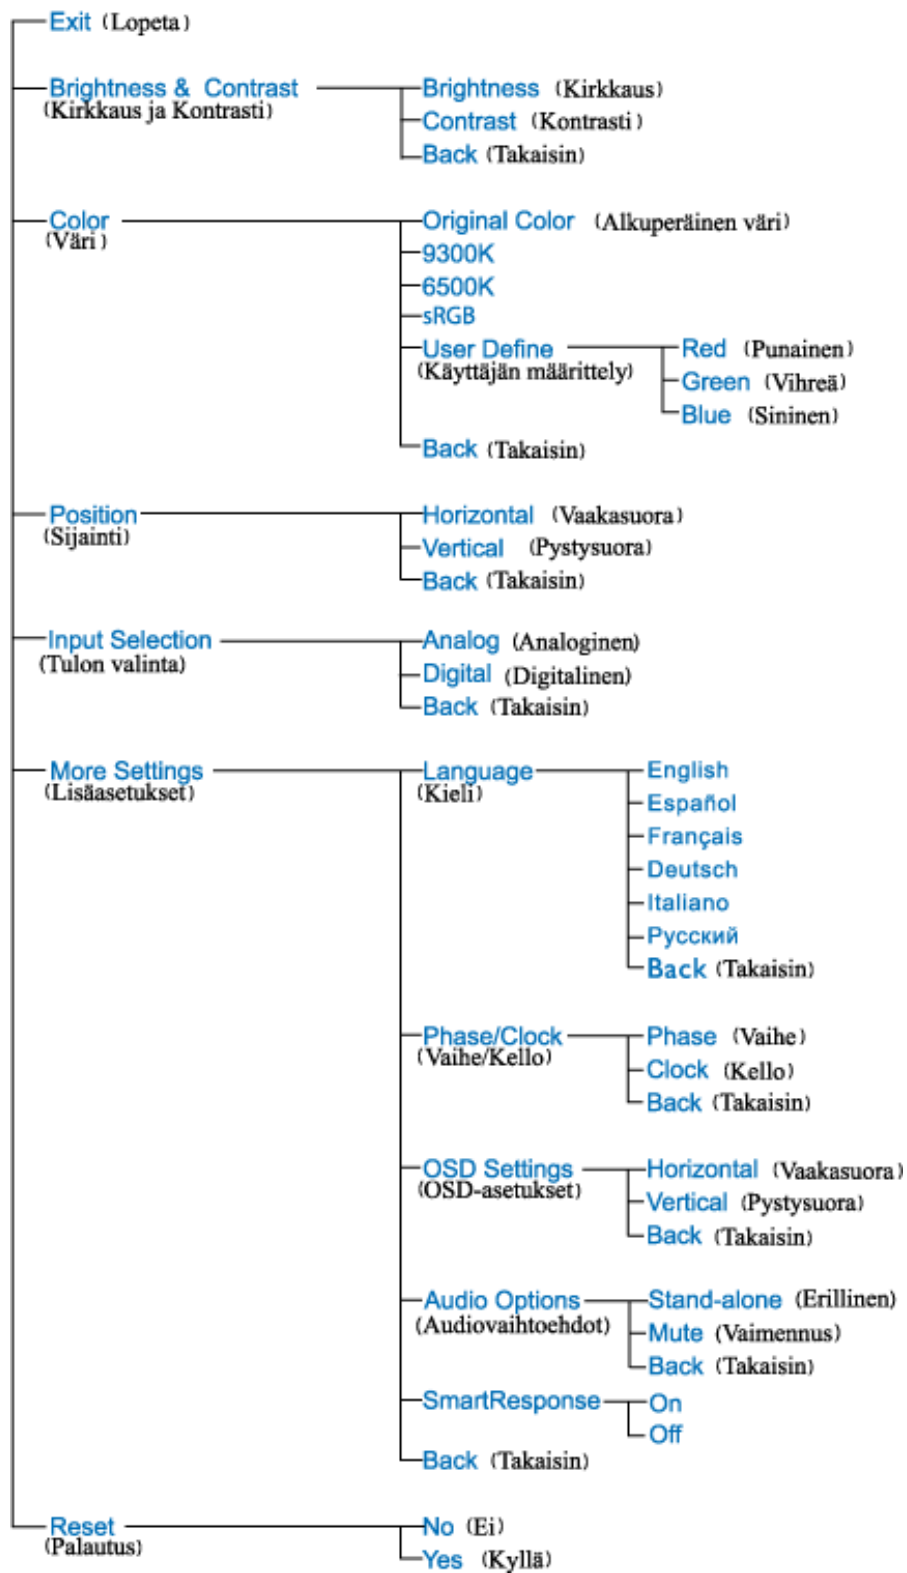 Exit (Lopeta)
Brightness & Contrast
(Kirkkaus ja Kontrasti)
Brightness (Kirkkaus)
Contrast (Kontrasti)
Back (Takaisin)
Color
(Väri)
Original Color (Alkuperäinen väri)
9300K
6500K
sRGB
User Define
(Käyttäjän määrittely)
Red (Punainen)
Green (Vihreä)
Blue (Sininen)
Back (Takaisin)
Position
(Sijainti)
Horizontal (Vaakasuora)
Vertical (Pystysuora)
Back (Takaisin)
Input Selection
(Tulon valinta)
Analog (Analoginen)
Digital (Digitalinen)
Back (Takaisin)
More Settings
(Lisäasetukset)
Language
(Kieli)
English
Español
Français
Deutsch
Italiano
Русский
Back (Takaisin)
Phase/Clock
(Vaihe/Kello)
Phase (Vaihe)
Clock (Kello)
Back (Takaisin)
OSD Settings
(OSD-asetukset)
Horizontal (Vaakasuora)
Vertical (Pystysuora)
Back (Takaisin)
Audio Options
(Audiovaihtoehdot)
Stand-alone (Erillinen)
Mute (Vaimennus)
Back (Takaisin)
SmartResponse
On
Off
Back (Takaisin)
Reset
(Palautus)
No (Ei)
Yes (Kyllä)